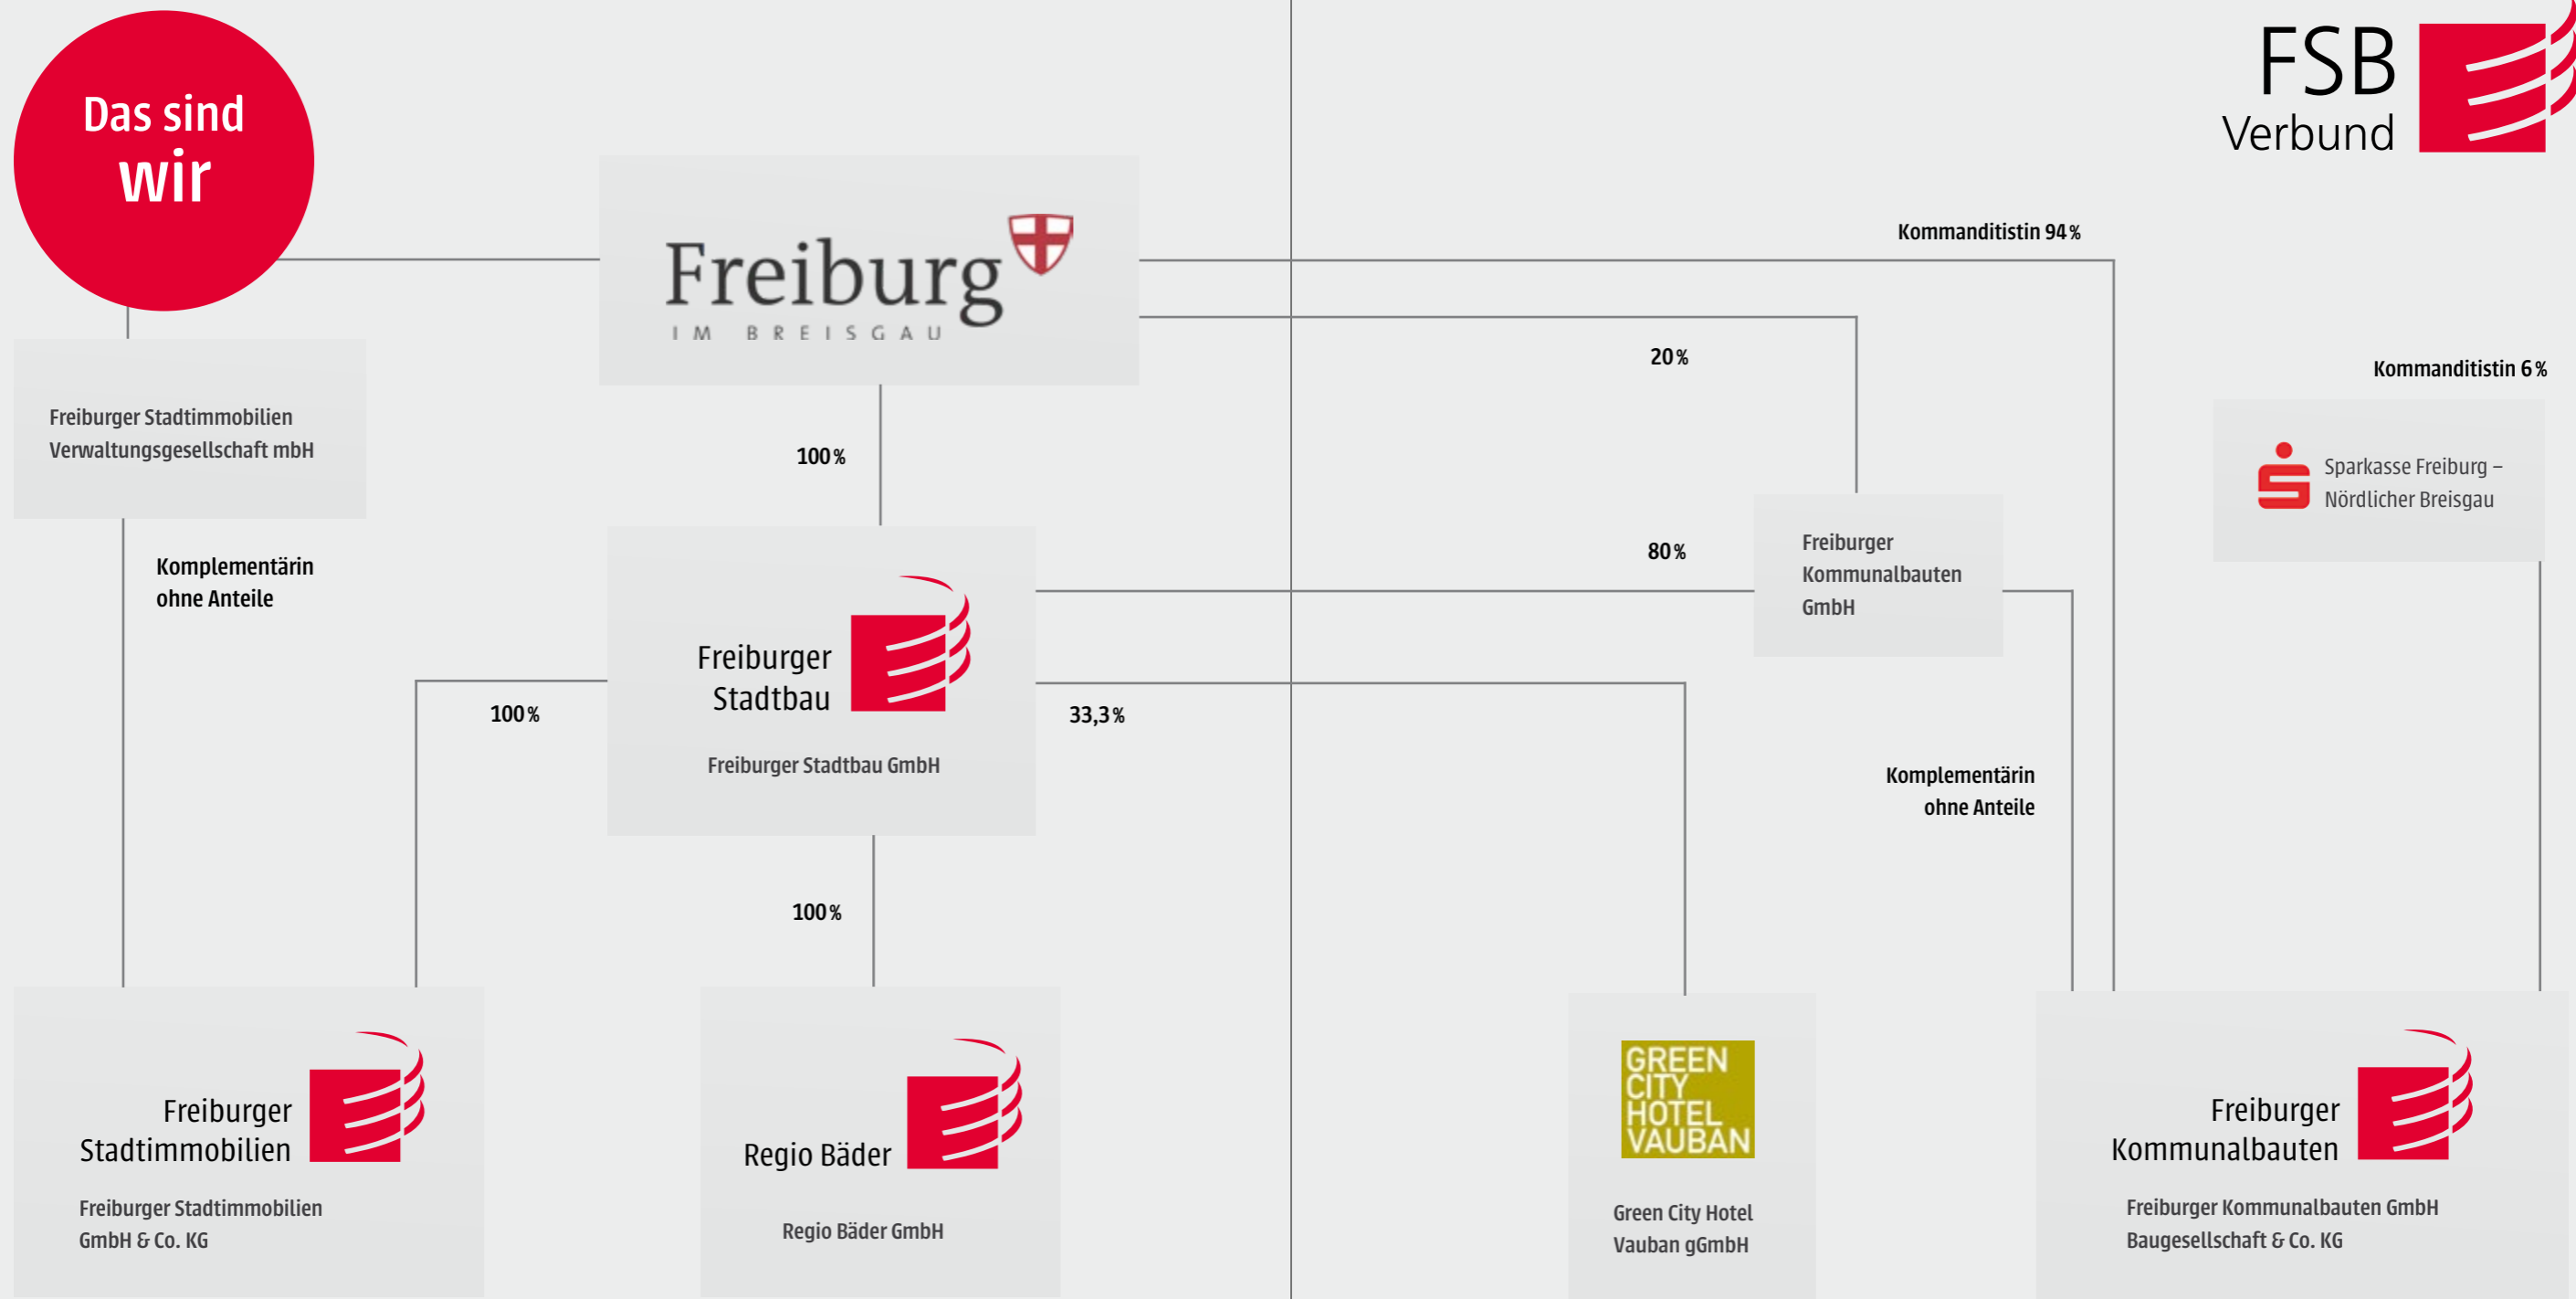 Das sind
wir
FSB
Verbund
Freiburg
IM BREISGAU
Kommanditistin 94 %
20 %
Kommanditistin 6 %
Freiburger Stadtimmobilien
Verwaltungsgesellschaft mbH
100 %
Sparkasse Freiburg –
Nördlicher Breisgau
Komplementärin
ohne Anteile
80 %
Freiburger
Kommunalbauten
GmbH
Freiburger
Stadtbau
Freiburger Stadtbau GmbH
100 %
33,3 %
Komplementärin
ohne Anteile
100 %
Freiburger
Stadtimmobilien
Freiburger Stadtimmobilien
GmbH & Co. KG
Regio Bäder
Regio Bäder GmbH
GREEN
CITY
HOTEL
VAUBAN
Green City Hotel
Vauban gGmbH
Freiburger
Kommunalbauten
Freiburger Kommunalbauten GmbH
Baugesellschaft & Co. KG